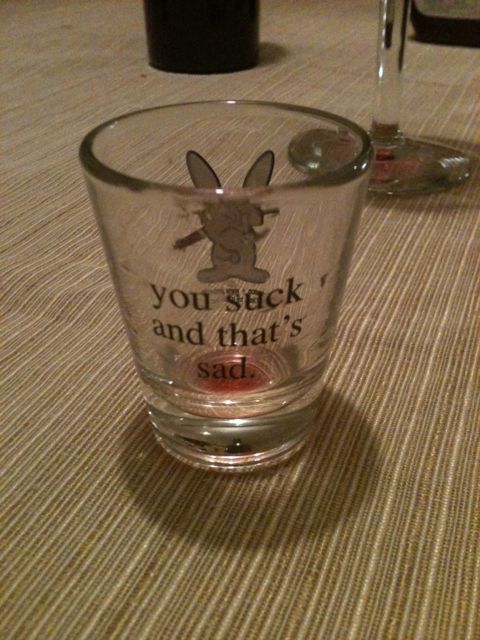 you suck
and that's
sad.